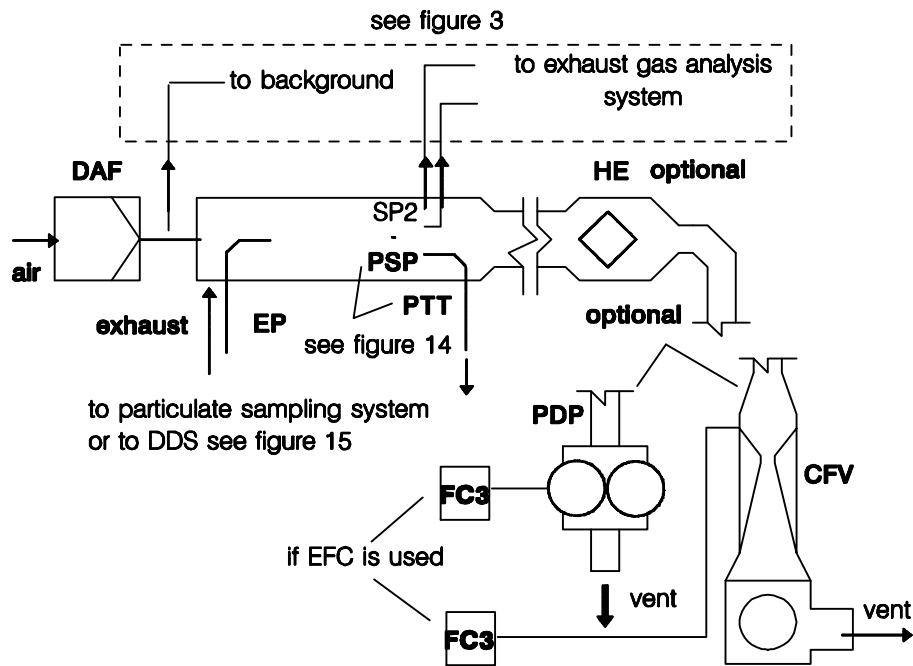 see figure 3
to background
to exhaust gas analysis
system
DAF
HE optional
SP2
air
PSP
PTT
exhaust
EP
optional
see figure 14
to particulate sampling system
or to DDS see figure 15
PDP
CFV
FC3
if EFC is used
vent
vent
FC3